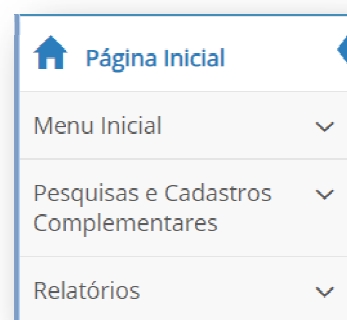 Página Inicial
Menu Inicial
Pesquisas e Cadastros
Complementares
Relatórios